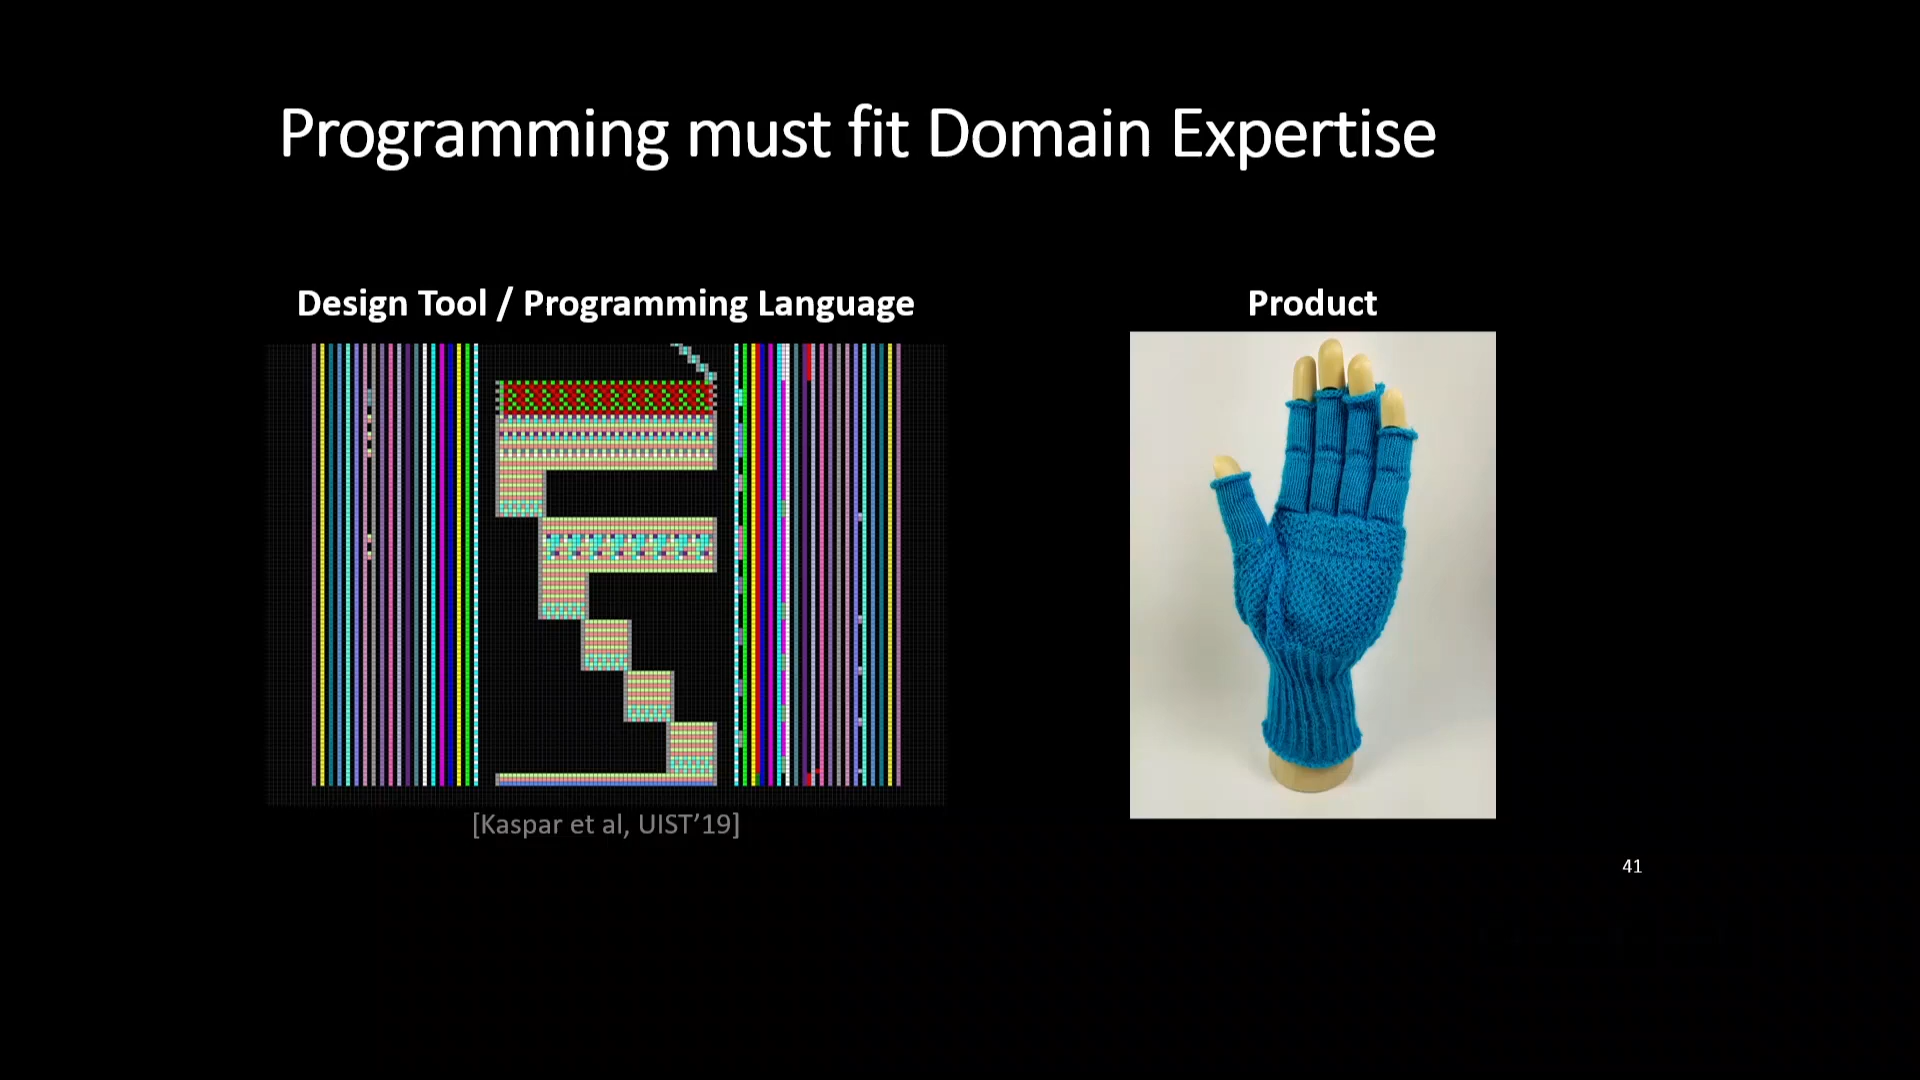 Programming must fit Domain Expertise
Design Tool / Programming Language
Product
[Kaspar et al, UIST’19]
41